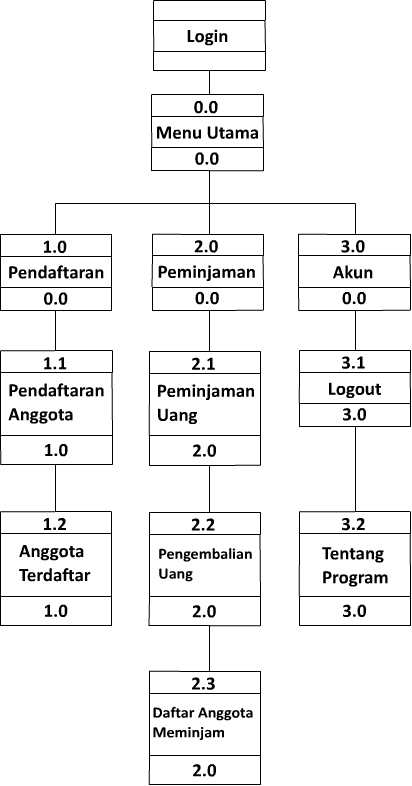 Login
0.0
Menu Utama
0.0
1.0
Pendaftaran
0.0
2.0
Peminjaman
0.0
3.0
Akun
0.0
1.1
Pendaftaran
Anggota
1.0
2.1
Peminjaman
Uang
2.0
3.1
Logout
3.0
1.2
Anggota
Terdaftar
1.0
2.2
Pengembalian
Uang
2.0
3.2
Tentang
Program
3.0
2.3
Daftar Anggota
Meminjam
2.0